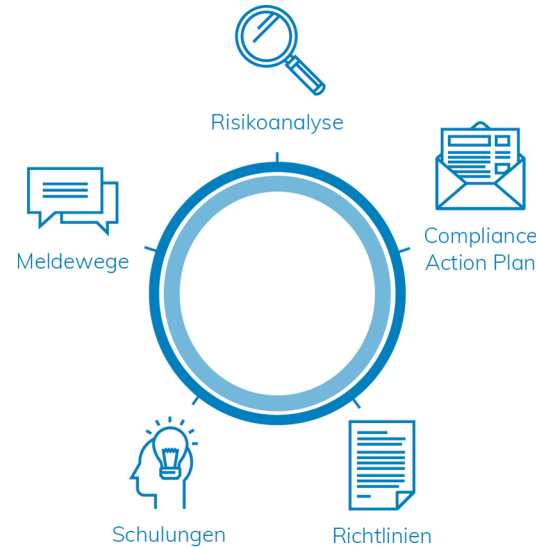 Risikoanalyse
Compliance
Action Plan
Meldewege
Schulungen
Richtlinien